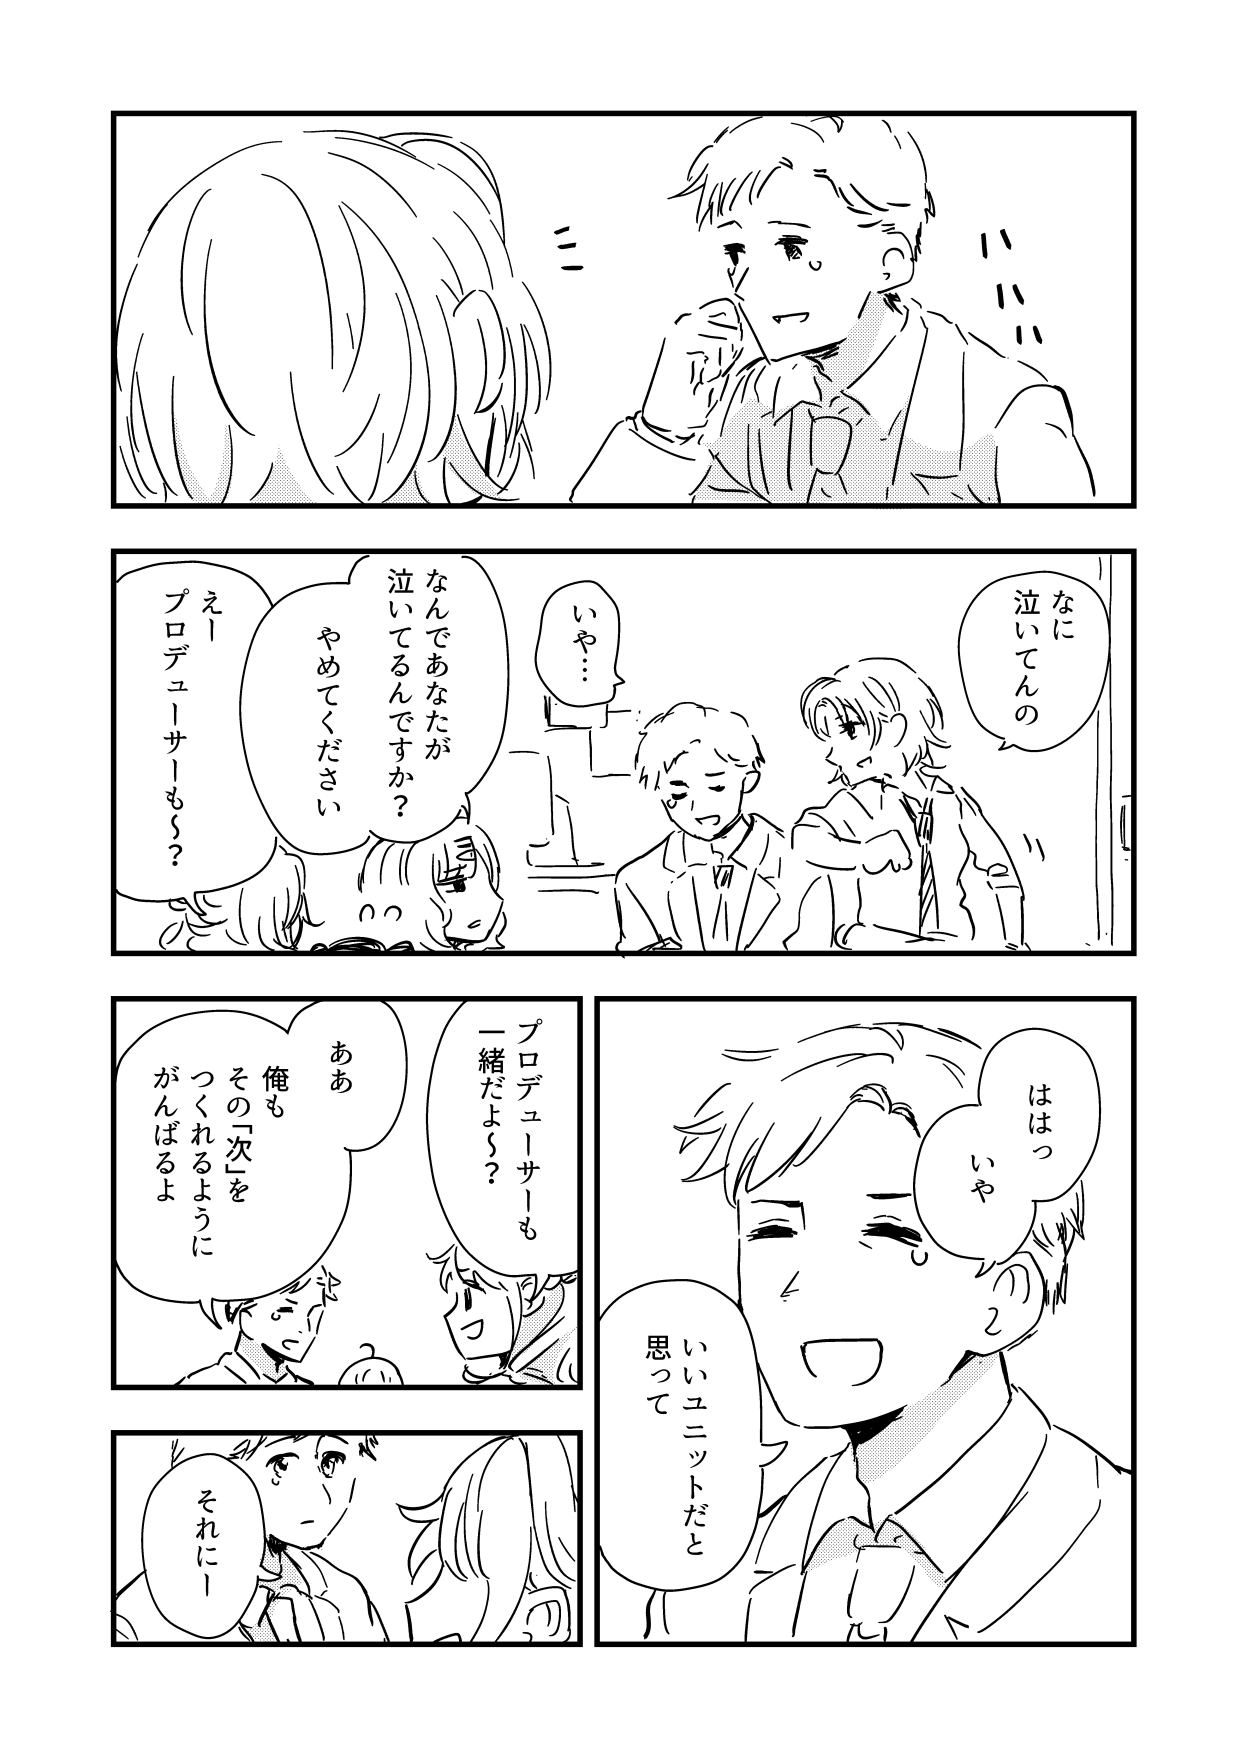 なに
泣いてんの
いや…
なんであなたが
泣いてるんですか?
やめてください
えー
プロデューサーも〜?
ははっ
いや
いいユニットだと
思って
プロデューサーも
一緒だよ〜?
ああ
俺も
その「次」を
つくれるように
がんばるよ
それにー